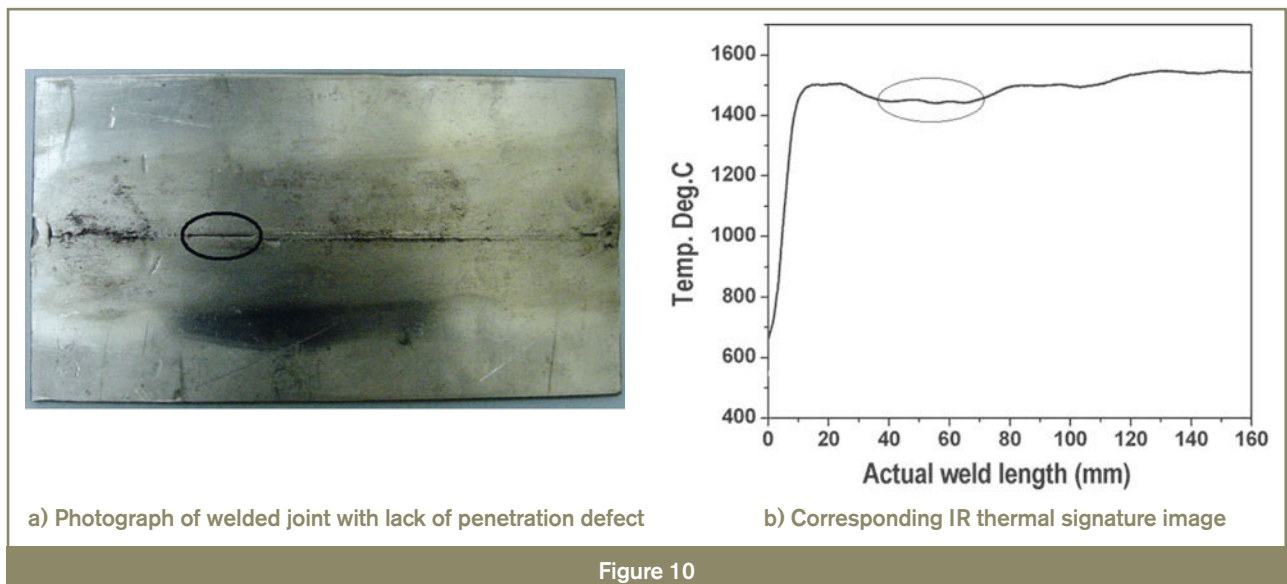 1600
1400
1200
1000
800
600
400
Temp. Deg.C
0 20 40 60 80 100 120 140 160
Actual weld length (mm)
a) Photograph of welded joint with lack of penetration defect
b) Corresponding IR thermal signature image
Figure 10